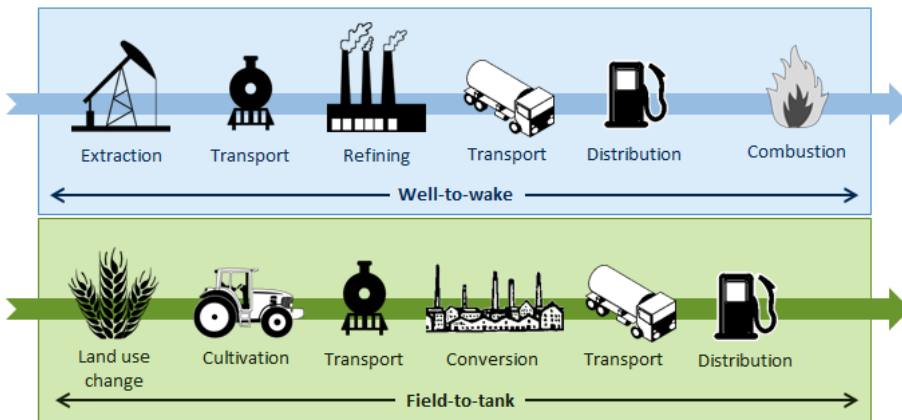 Extraction Transport Refining Transport Distribution Combustion
Well-to-wake
Land use change Cultivation Transport Conversion Transport Distribution
Field-to-tank